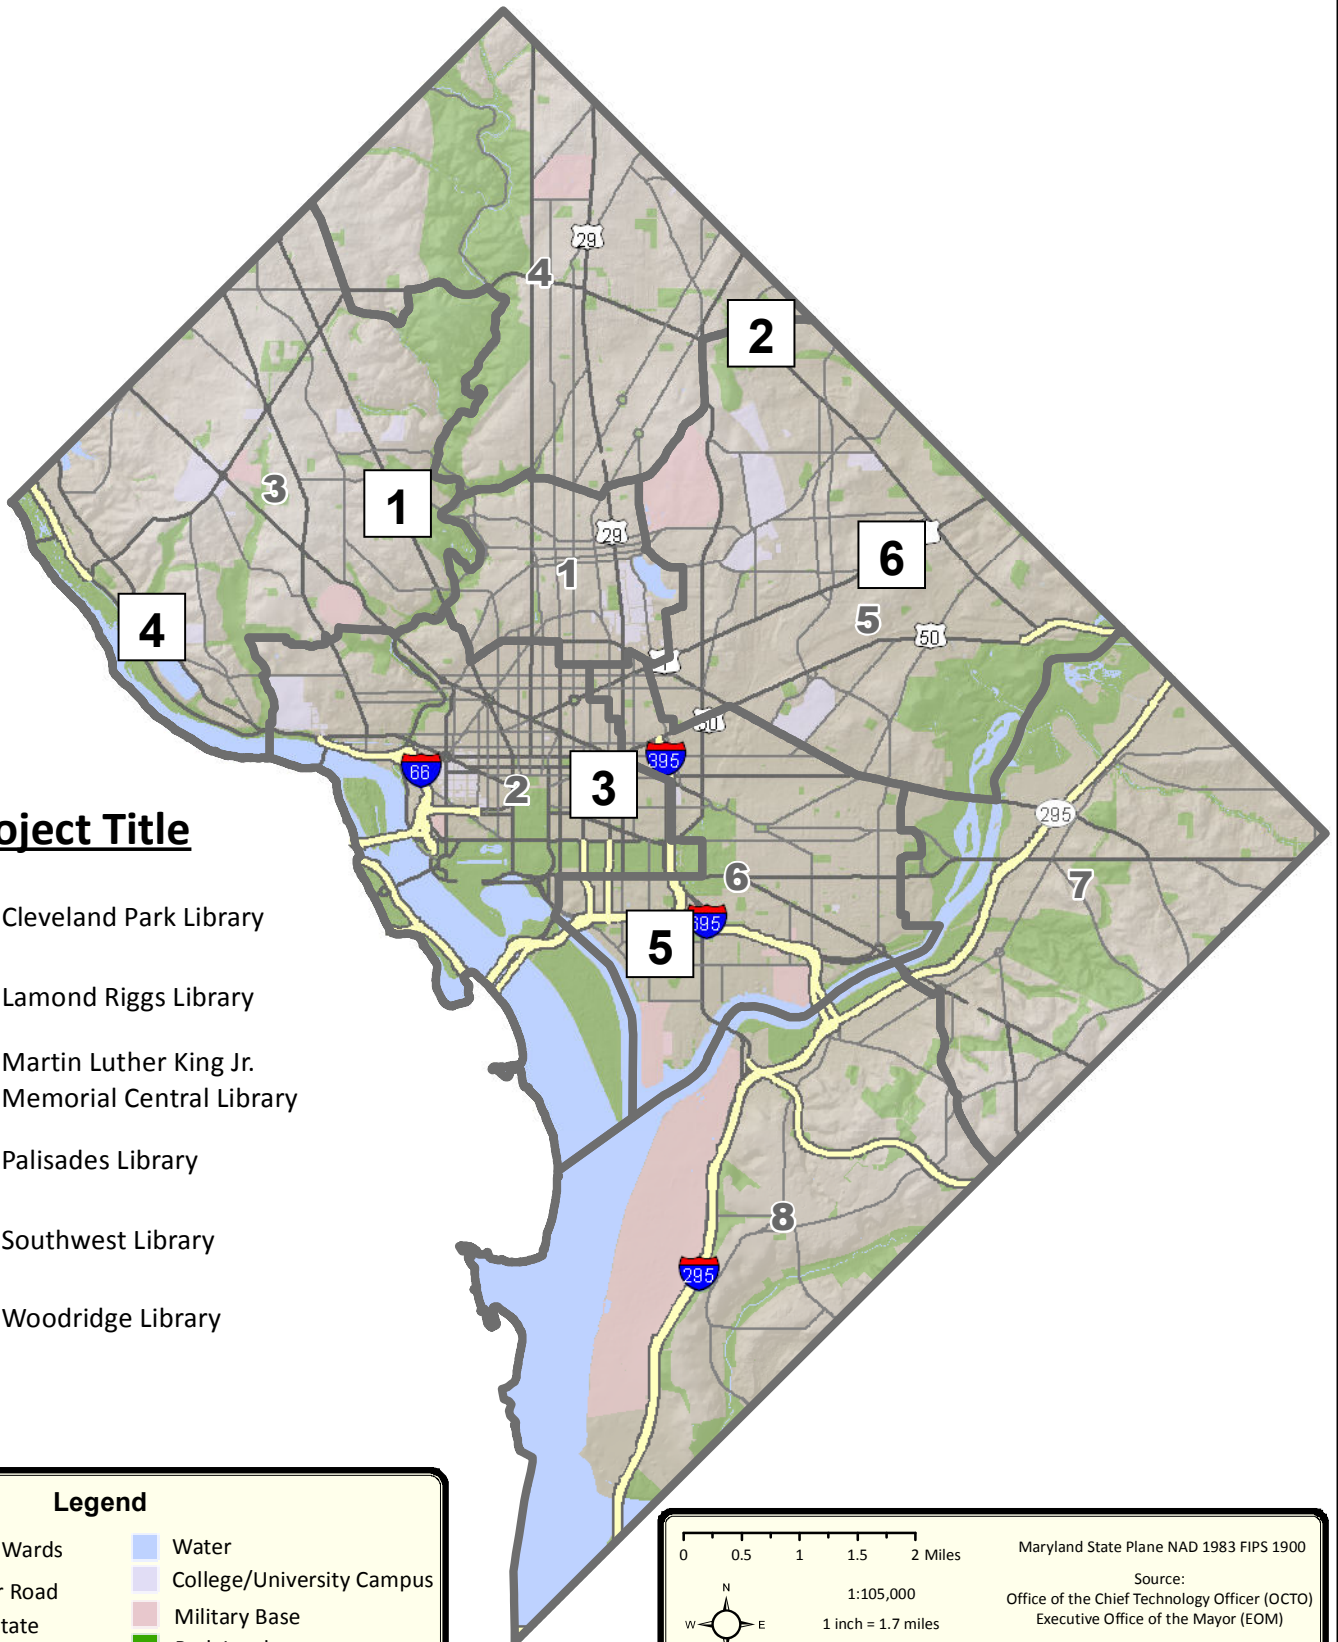 29
4
2
3
1
29
1
6
5
4
50
1
50
395
66
2
3
295
oject Title
6
7
Cleveland Park Library
695
5
Lamond Riggs Library
Martin Luther King Jr.
Memorial Central Library
Palisades Library
8
Southwest Library
295
Woodridge Library
Legend
Wards
Water
r Road
College/University Campus
tate
Military Base
0 0.5 1 1.5 2 Miles
N
W E
1:105,000
1 inch = 1.7 miles
Maryland State Plane NAD 1983 FIPS 1900
Source:
Office of the Chief Technology Officer (OCTO)
Executive Office of the Mayor (EOM)